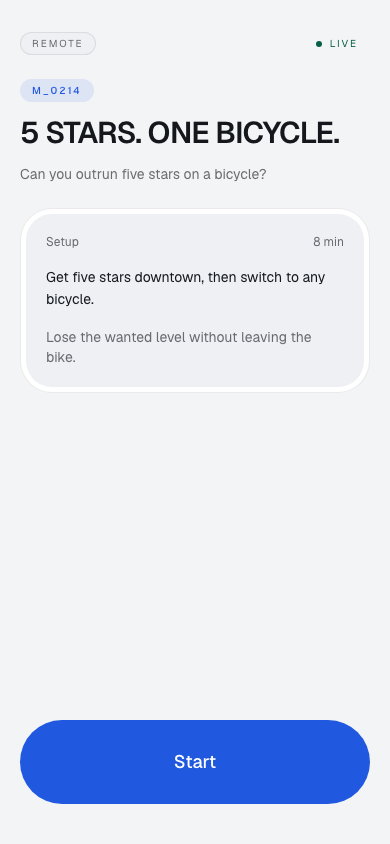 REMOTE
LIVE
M_0214
5 STARS. ONE BICYCLE.
Can you outrun five stars on a bicycle?
Setup
8 min
Get five stars downtown, then switch to any
bicycle.
Lose the wanted level without leaving the
bike.
Start